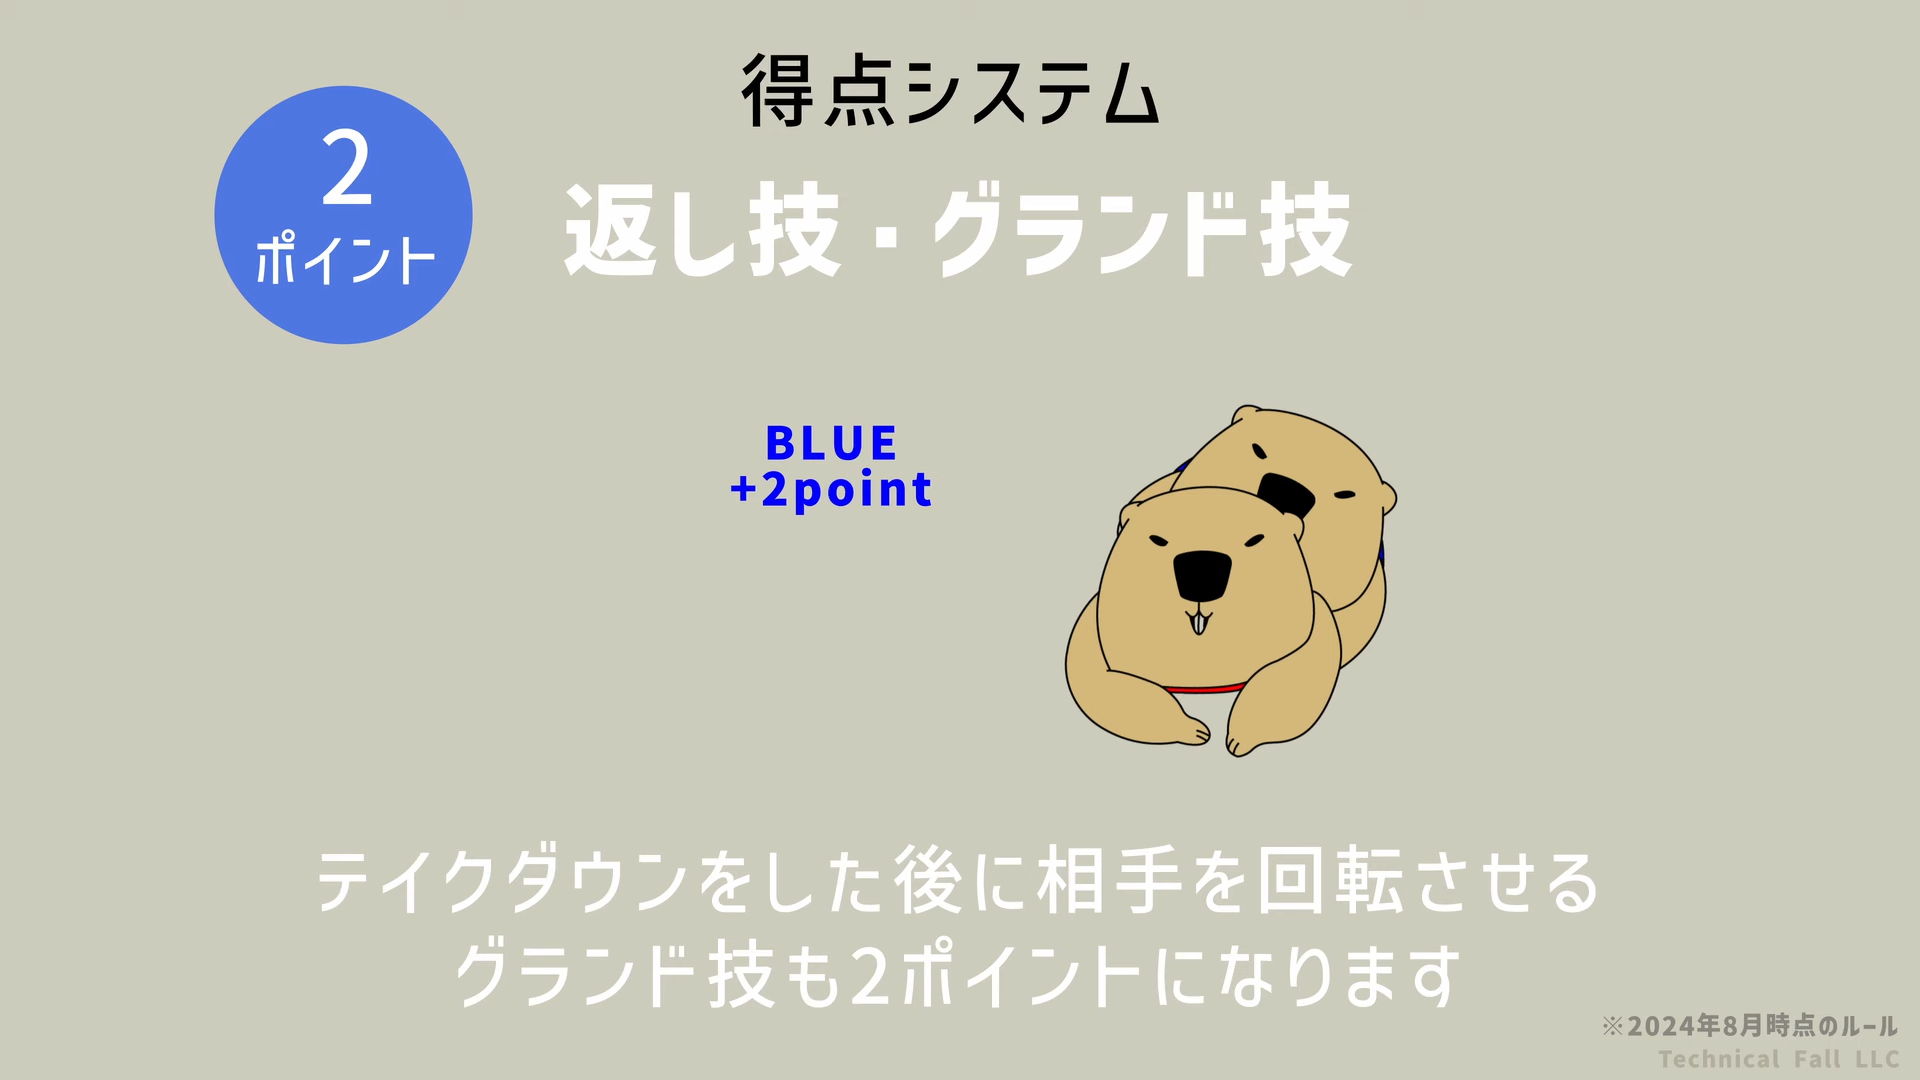 得点システム
2
ポイント
返し技・グランド技
BLUE
+2point
テイクダウンをした後に相手を回転させる
グランド技も2ポイントになります
※2024年8月時点のルール
Technical Fall LLC